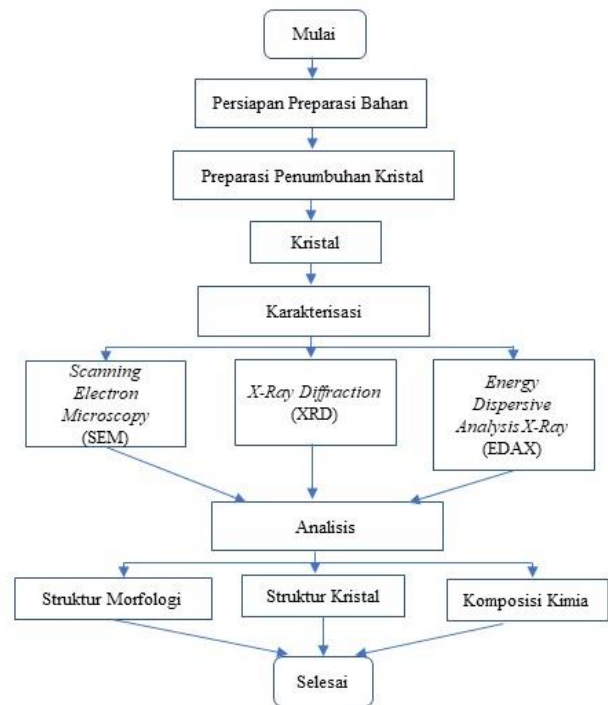 Mulai
Persiapan Preparasi Bahan
Preparasi Penumbuhan Kristal
Kristal
Karakterisasi
Scanning
Electron
Microscopy
(SEM)
X-Ray Diffraction
(XRD)
Energy
Dispersive
Analysis X-Ray
(EDAX)
Analisis
Struktur Morfologi
Struktur Kristal
Komposisi Kimia
Selesai